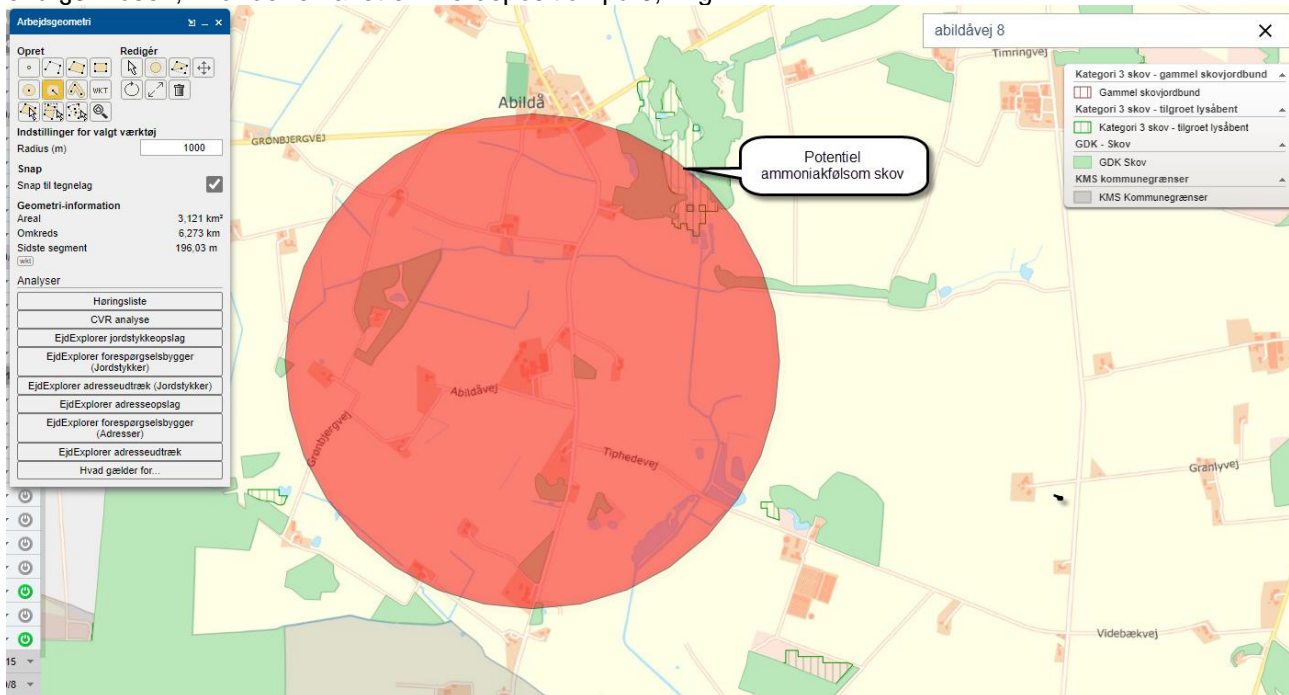 Arbejdsgeometri
Opret Redigér
WKT
Indstillinger for valgt værktøj
Radius (m) 1000
Snap
Snap til tegnelag
Geometri-information
Areal 3,121 km²
Omkreds 6,273 km
Sidste segment 196,03 m
wkt
Analyser
Høringsliste
CVR analyse
EjdExplorer jordstykkeopslag
EjdExplorer forespørgselsbygger
(Jordstykker)
EjdExplorer adresseudtræk (Jordstykker)
EjdExplorer adresseopslag
EjdExplorer forespørgselsbygger
(Adresser)
EjdExplorer adresseudtræk
Hvad gælder for...
15
/8
abildåvej 8
Kategori 3 skov - gammel skovjordbund
Gammel skovjordbund
Kategori 3 skov - tilgroet lysåbent
Kategori 3 skov - tilgroet lysåbent
GDK - Skov
GDK Skov
KMS kommunegrænser
KMS Kommunegrænser
Timringvej
Abildå
GRØNBJERGVEJ
Potentiel
ammoniakfølsom skov
Abildåvej
Grønbjergvej
Tiphedevej
Granlyvej
Videbækvej